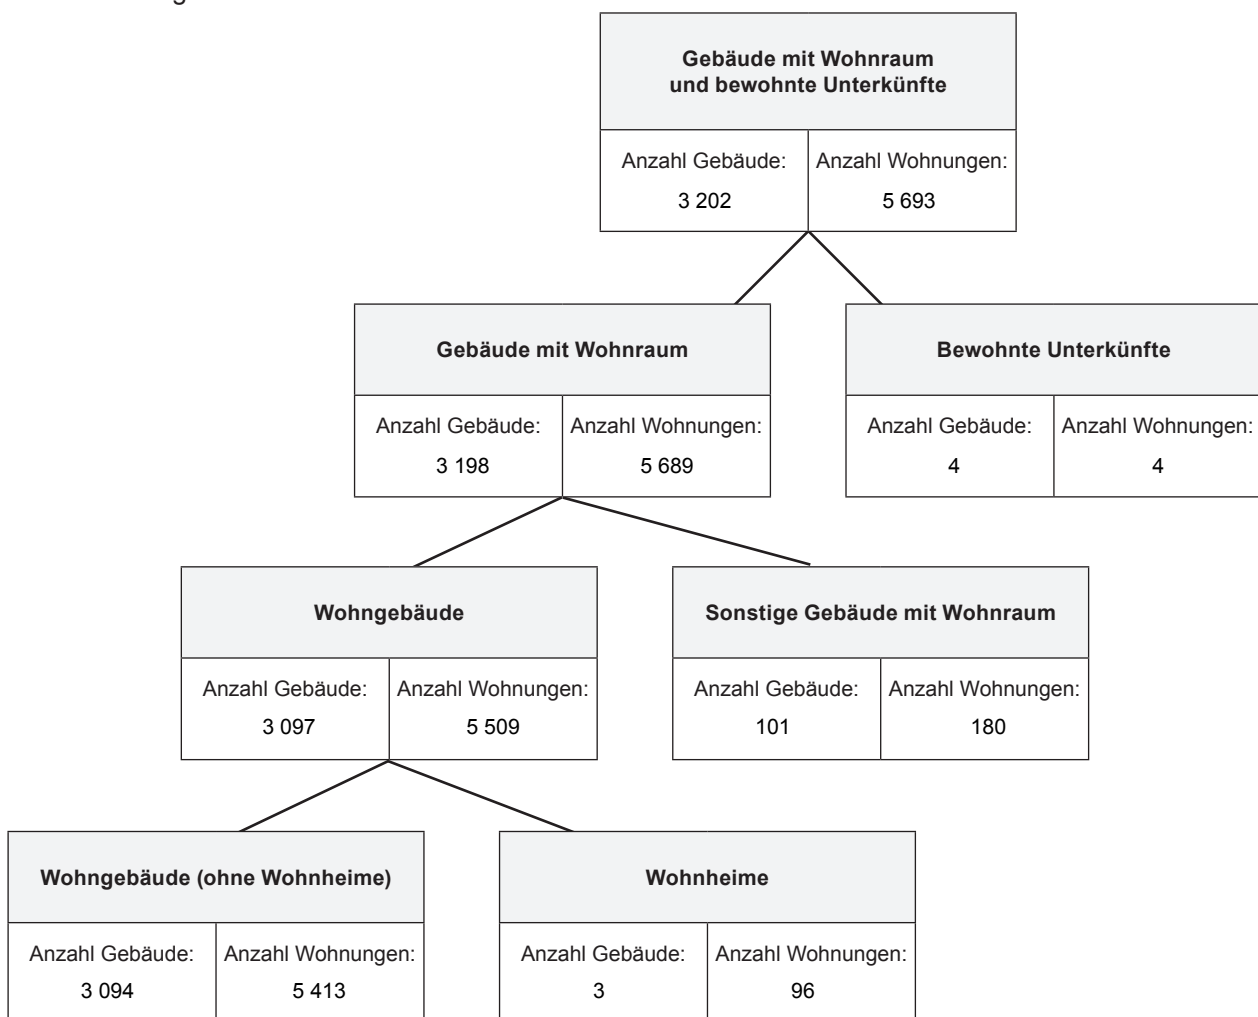 Gebäude mit Wohnraum
und bewohnte Unterkünfte
Anzahl Gebäude: Anzahl Wohnungen:
3 202 5 693
Gebäude mit Wohnraum
Anzahl Gebäude: Anzahl Wohnungen:
3 198 5 689
Bewohnte Unterkünfte
Anzahl Gebäude: Anzahl Wohnungen:
4 4
Wohngebäude
Anzahl Gebäude: Anzahl Wohnungen:
3 097 5 509
Sonstige Gebäude mit Wohnraum
Anzahl Gebäude: Anzahl Wohnungen:
101 180
Wohngebäude (ohne Wohnheime)
Anzahl Gebäude: Anzahl Wohnungen:
3 094 5 413
Wohnheime
Anzahl Gebäude: Anzahl Wohnungen:
3 96